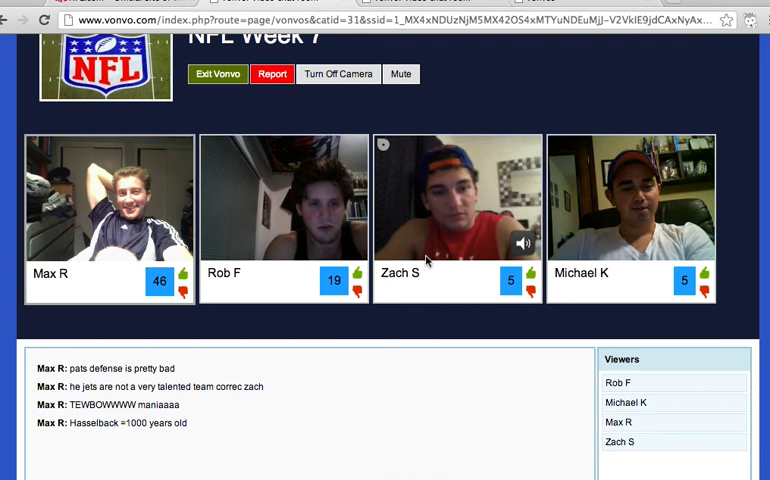 www.vonvo.com/index.php?route=page/vonvos&catid=31&ssid=
NFL Week 7
NFL
Exit Vonvo Report Turn Off Camera Mute
Max R 46 Rob F 19 Zach S 5 Michael K 5
Max R: pats defense is pretty bad
Max R: he jets are not a very talented team correc zach
Max R: TEWBOWWWW maniaaaa
Max R: Hasselback =1000 years old
Viewers
Rob F
Michael K
Max R
Zach S